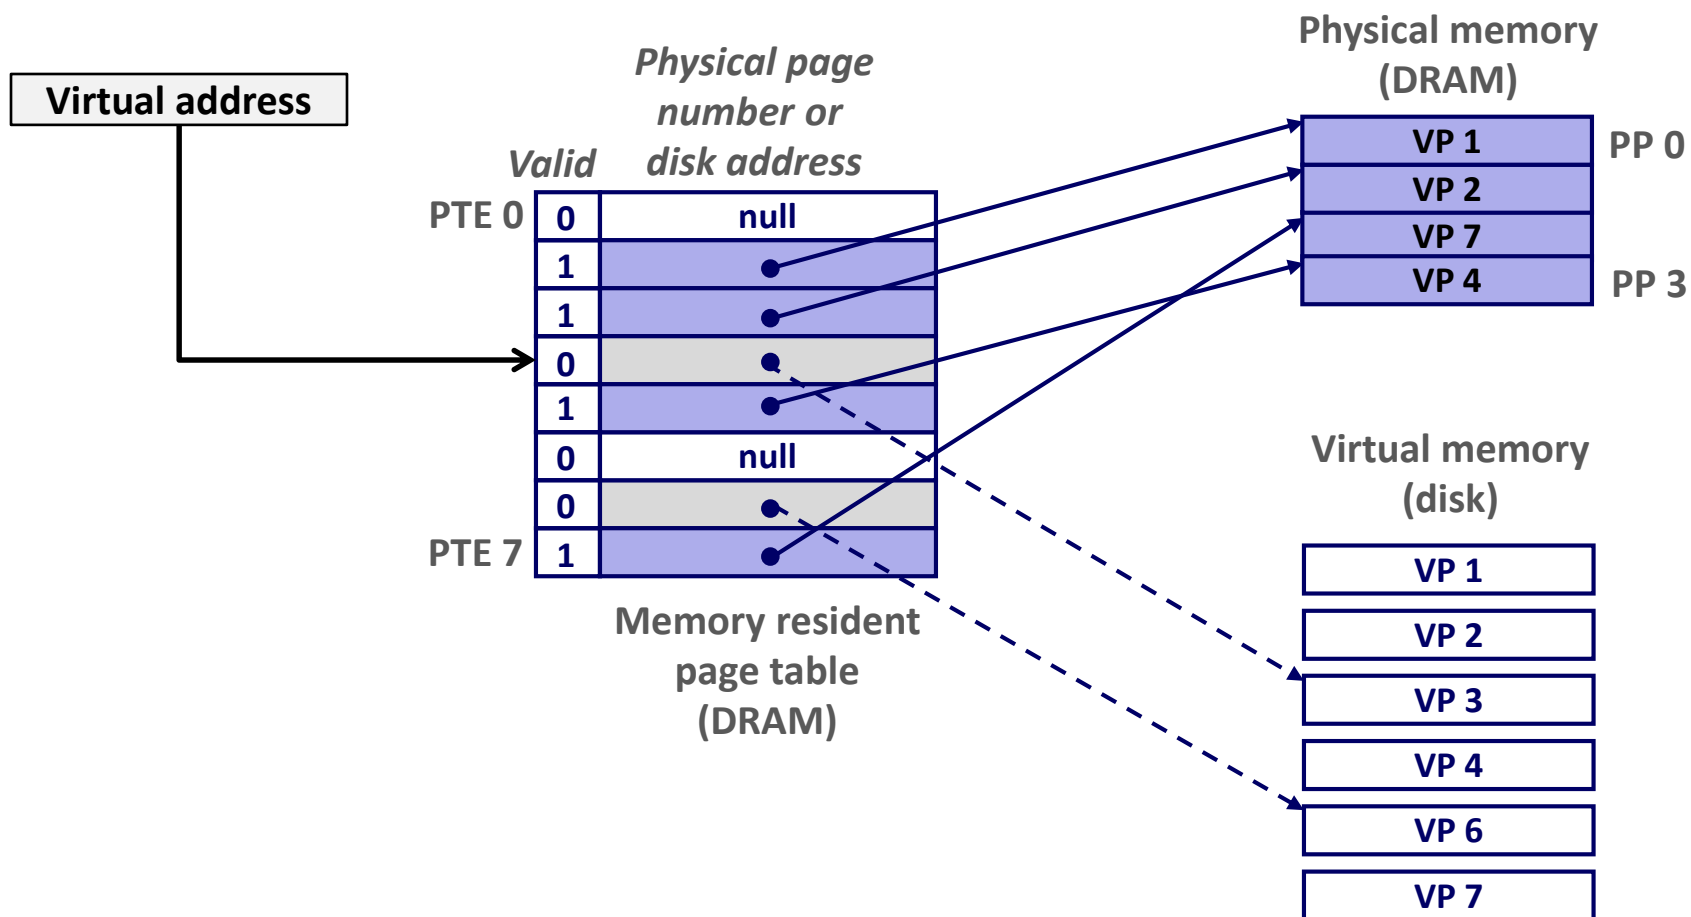 Virtual address
Physical page
number or
disk address
Valid
PTE 0
0
null
1
1
0
1
0
null
0
PTE 7
1
Memory resident
page table
(DRAM)
Physical memory
(DRAM)
VP 1
PP 0
VP 2
VP 7
VP 4
PP 3
Virtual memory
(disk)
VP 1
VP 2
VP 3
VP 4
VP 6
VP 7